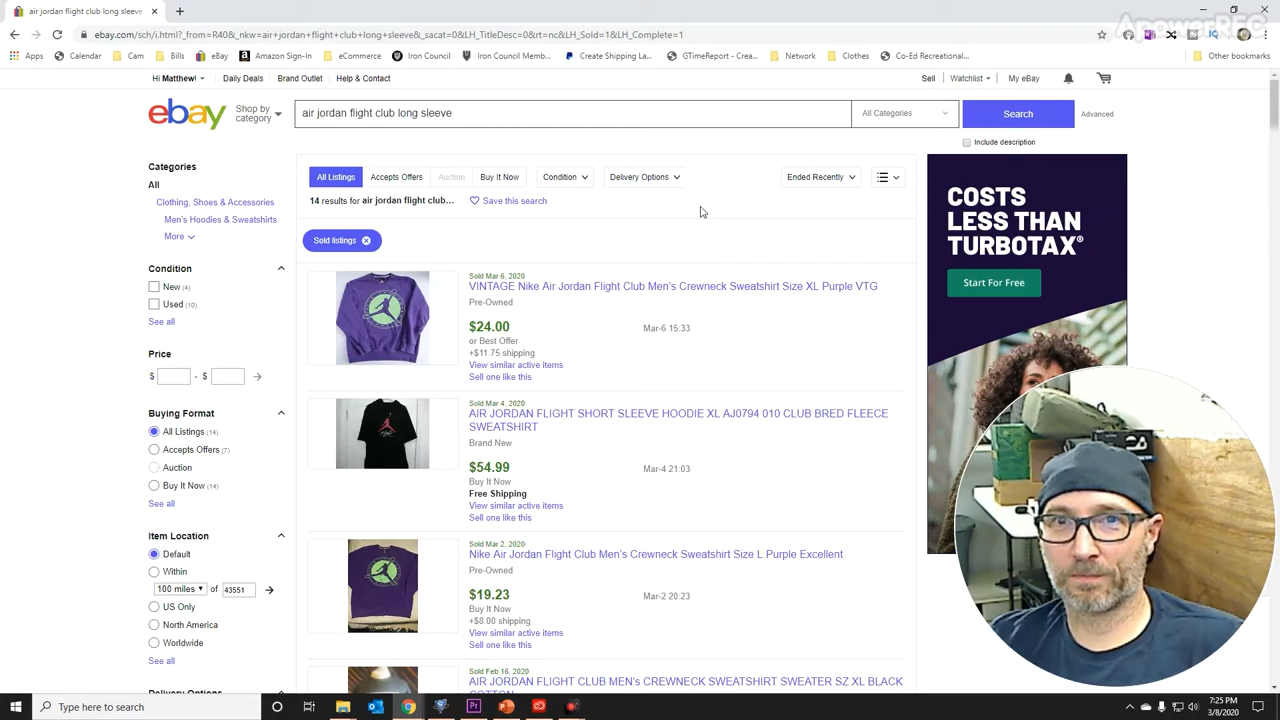 air jordan flight club long sleeve
ApowerREC
ebay.com/sch/i.html?_from=R40&_nkw=air+jordan+flight+club+long+sleeve&_sacat=0&LH_TitleDesc=0&rt=nc&LH_Sold=1&LH_Complete=1
Apps Calendar Cam Bills eBay Amazon Sign-In eCommerce Iron Council Iron Council Memb... Create Shipping La... GTimeReport - Crea... Network Clothes Co-Ed Recreational... Other bookmarks
Hi Matthew! Daily Deals Brand Outlet Help & Contact Sell Watchlist My eBay
ebay Shop by category air jordan flight club long sleeve All Categories Search Advanced
Include description
Categories
All
Clothing, Shoes & Accessories
Men's Hoodies & Sweatshirts
More
Condition
New (4)
Used (10)
See all
Price
$ - $
Buying Format
All Listings (14)
Accepts Offers (7)
Auction
Buy It Now (14)
See all
Item Location
Default
Within
100 miles of 43551
US Only
North America
Worldwide
See all
Delivery Options
All Listings Accepts Offers Auction Buy It Now Condition Delivery Options Ended Recently
14 results for air jordan flight club... Save this search
Sold listings
Sold Mar 6, 2020
VINTAGE Nike Air Jordan Flight Club Men's Crewneck Sweatshirt Size XL Purple VTG
Pre-Owned
$24.00 Mar-6 15:33
or Best Offer
+$11.75 shipping
View similar active items
Sell one like this
Sold Mar 4, 2020
AIR JORDAN FLIGHT SHORT SLEEVE HOODIE XL AJ0794 010 CLUB BRED FLEECE
SWEATSHIRT
Brand New
$54.99 Mar-4 21:03
Buy It Now
Free Shipping
View similar active items
Sell one like this
Sold Mar 2, 2020
Nike Air Jordan Flight Club Men's Crewneck Sweatshirt Size L Purple Excellent
Pre-Owned
$19.23 Mar-2 20:23
Buy It Now
+$8.00 shipping
View similar active items
Sell one like this
Sold Feb 16, 2020
AIR JORDAN FLIGHT CLUB MEN's CREWNECK SWEATSHIRT SWEATER SZ XL BLACK
COTTON
COSTS
LESS THAN
TURBOTAX®
Start For Free
Type here to search
7:25 PM
3/8/2020